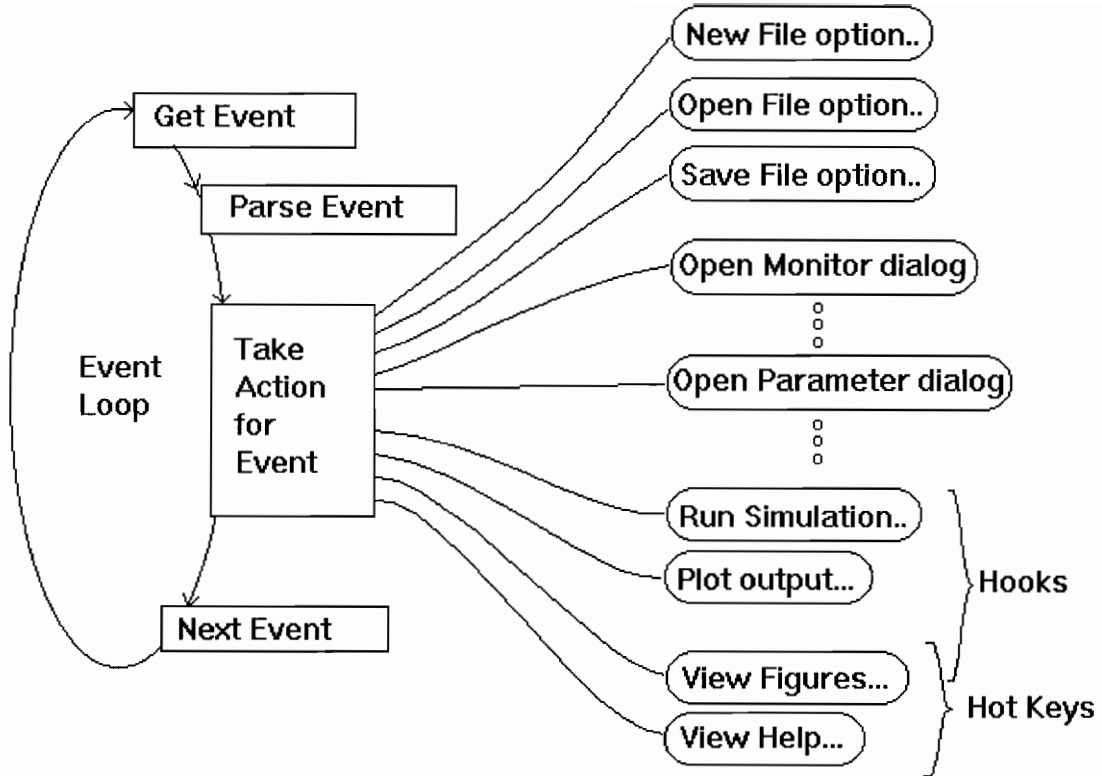 New File option..
Get Event
Open File option..
Parse Event
Save File option..
Open Monitor dialog
Event
Loop
Take
Action
for
Event
Open Parameter dialog
Run Simulation..
Plot output...
Hooks
Next Event
View Figures...
Hot Keys
View Help...